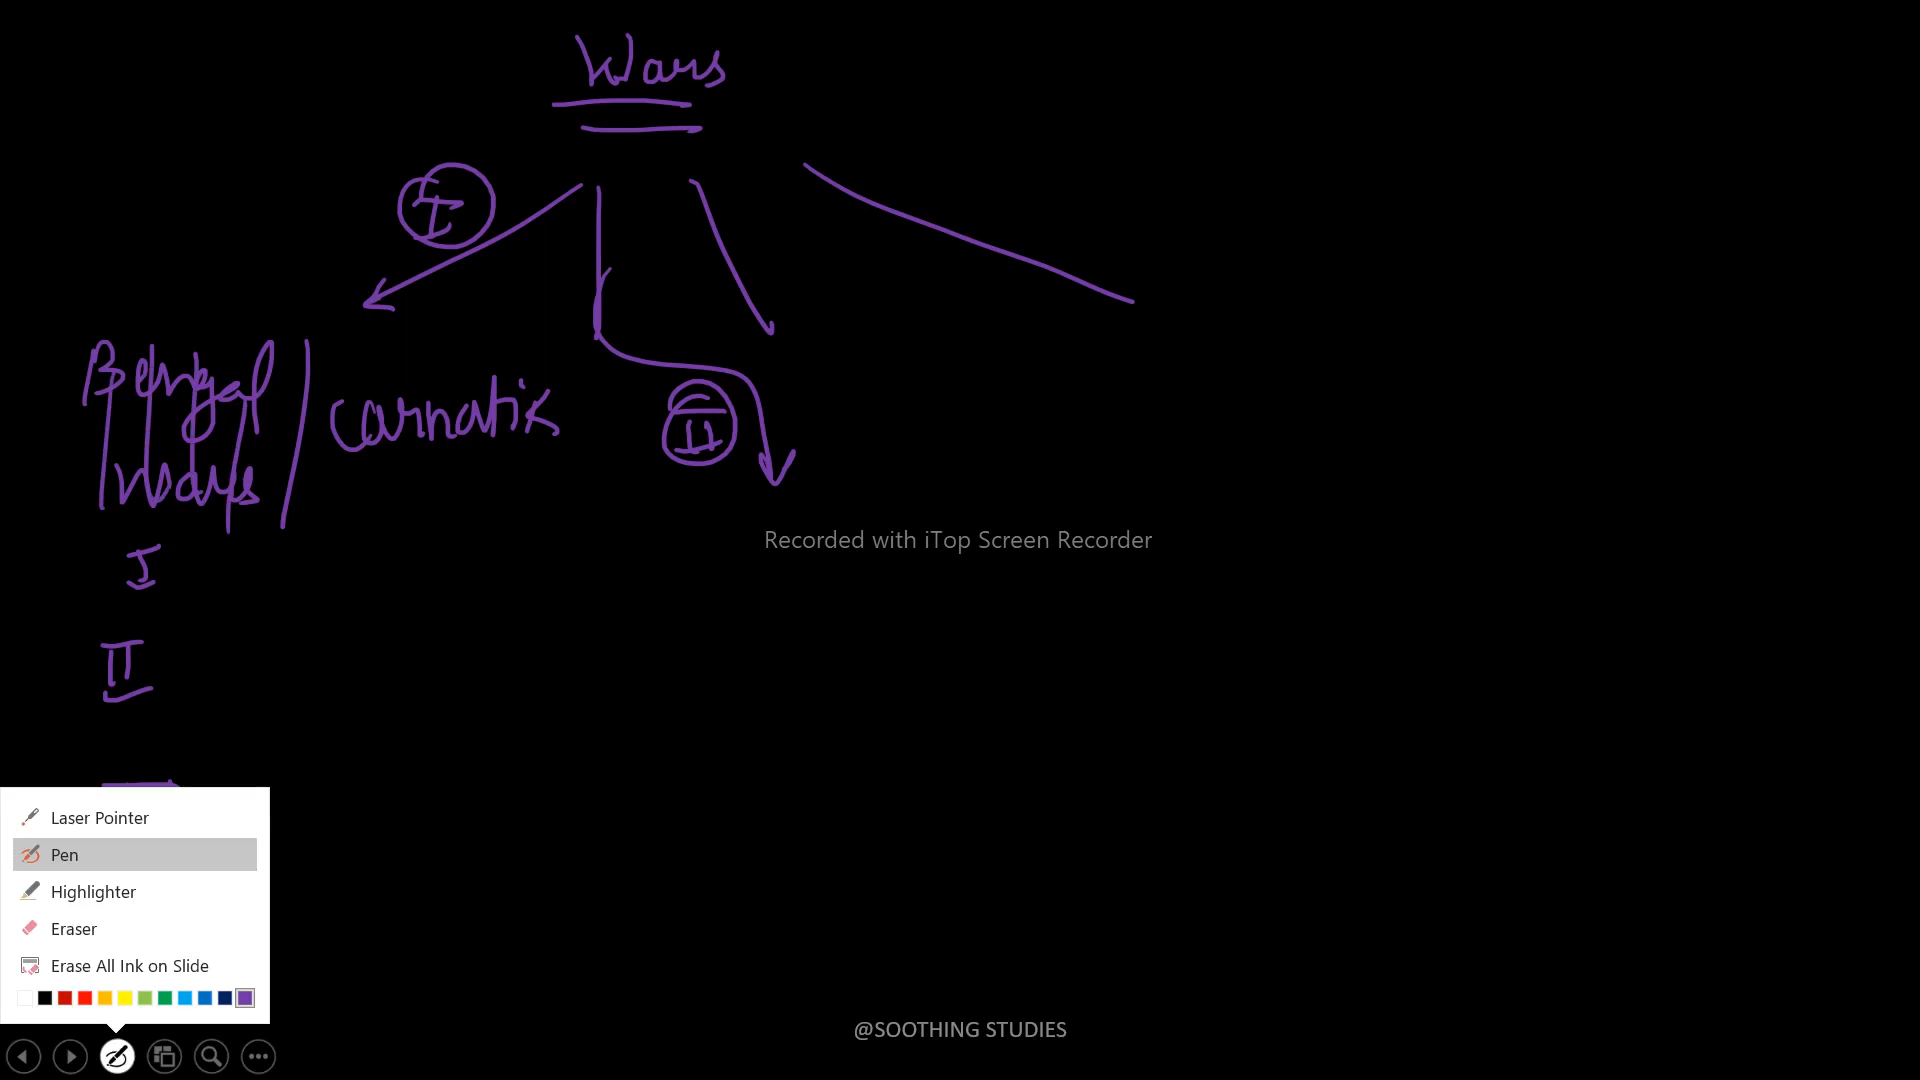 Wars
I
Bengal
Wars
Carnatic
II
I
II
Recorded with iTop Screen Recorder
Laser Pointer
Pen
Highlighter
Eraser
Erase All Ink on Slide
@SOOTHING STUDIES